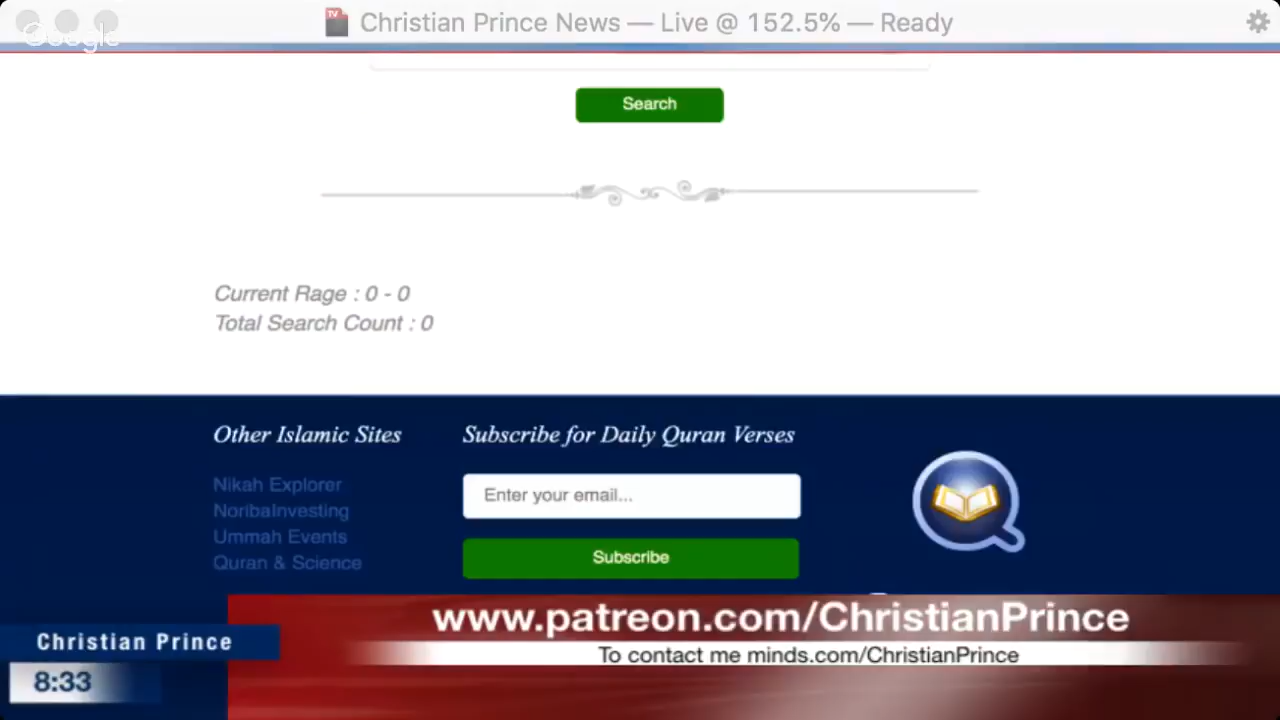 Christian Prince News — Live @ 152.5% — Ready
Google
Search
Current Rage : 0 - 0
Total Search Count : 0
Other Islamic Sites
Nikah Explorer
NoribaInvesting
Ummah Events
Quran & Science
Subscribe for Daily Quran Verses
Enter your email...
Subscribe
www.patreon.com/ChristianPrince
To contact me minds.com/ChristianPrince
Christian Prince
8:33